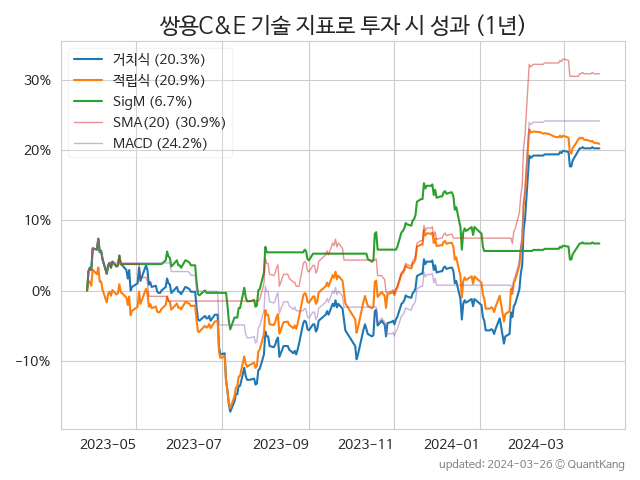 쌍용C&E 기술 지표로 투자 시 성과 (1년)
거치식 (20.3%)
적립식 (20.9%)
SigM (6.7%)
SMA(20) (30.9%)
MACD (24.2%)
30%
20%
10%
0%
−10%
2023-05 2023-07 2023-09 2023-11 2024-01 2024-03
updated: 2024-03-26 © QuantKang